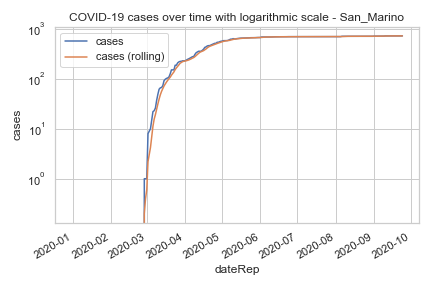 COVID-19 cases over time with logarithmic scale - San_Marino
cases
cases (rolling)
10³
10²
10¹
10⁰
cases
2020-01
2020-02
2020-03
2020-04
2020-05
2020-06
2020-07
2020-08
2020-09
2020-10
dateRep